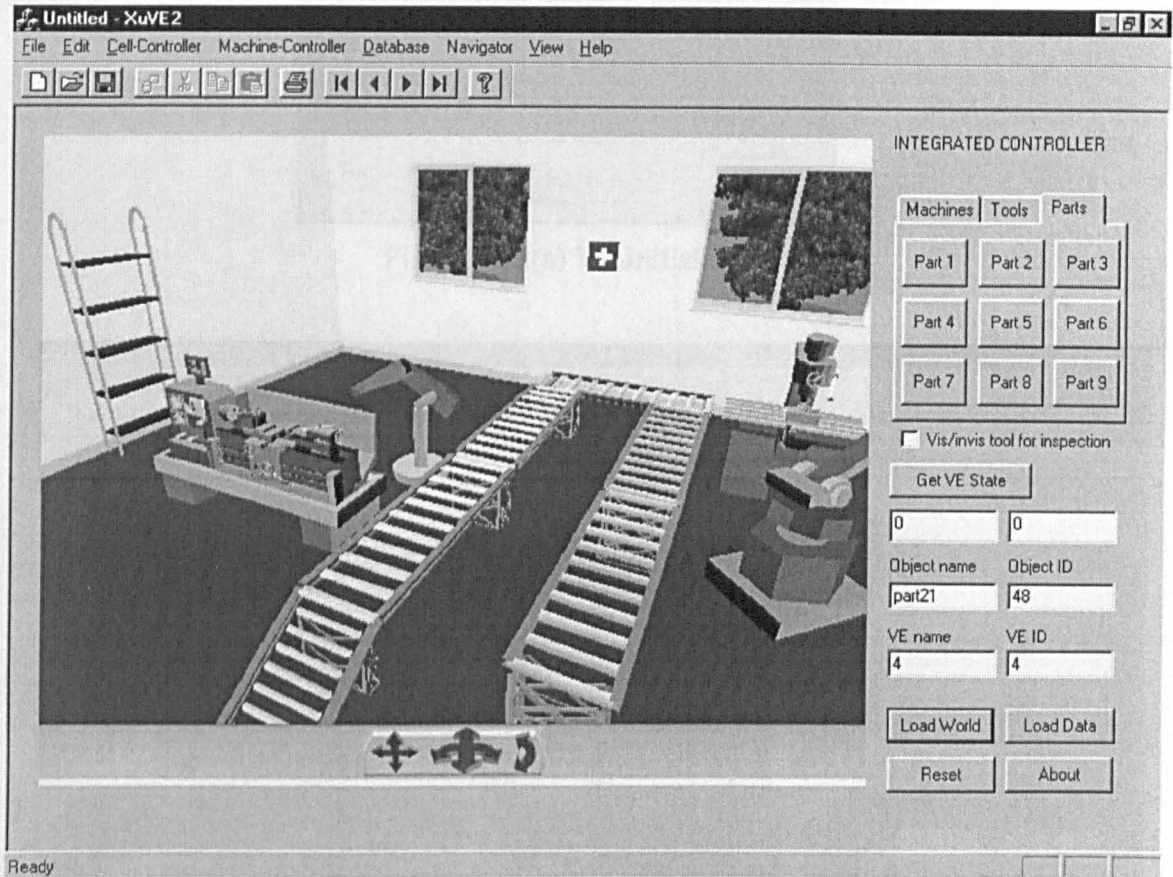 Untitled - XuVE2
File Edit Cell-Controller Machine-Controller Database Navigator View Help
INTEGRATED CONTROLLER
Machines Tools Parts
Part 1 Part 2 Part 3
Part 4 Part 5 Part 6
Part 7 Part 8 Part 9
Vis/invis tool for inspection
Get VE State
0 0
Object name Object ID
part21 48
VE name VE ID
4 4
Load World Load Data
Reset About
Ready